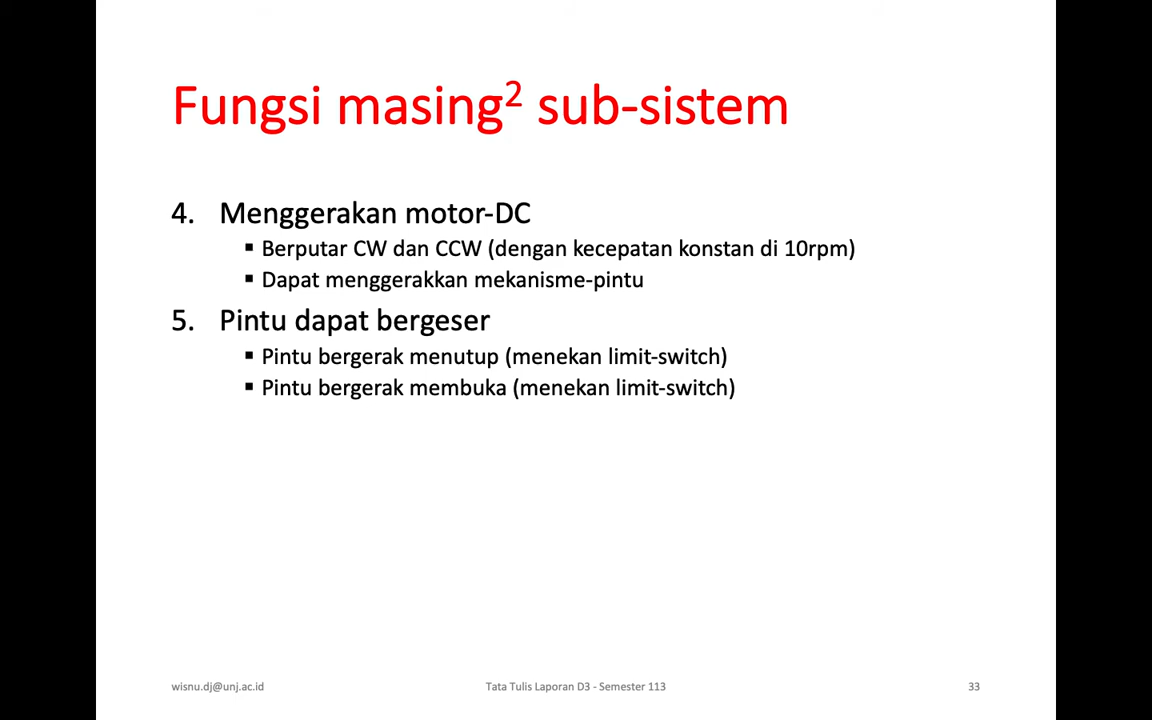 Fungsi masing² sub-sistem
4. Menggerakan motor-DC
▪ Berputar CW dan CCW (dengan kecepatan konstan di 10rpm)
▪ Dapat menggerakkan mekanisme-pintu
5. Pintu dapat bergeser
▪ Pintu bergerak menutup (menekan limit-switch)
▪ Pintu bergerak membuka (menekan limit-switch)
wisnu.dj@unj.ac.id
Tata Tulis Laporan D3 - Semester 113
33